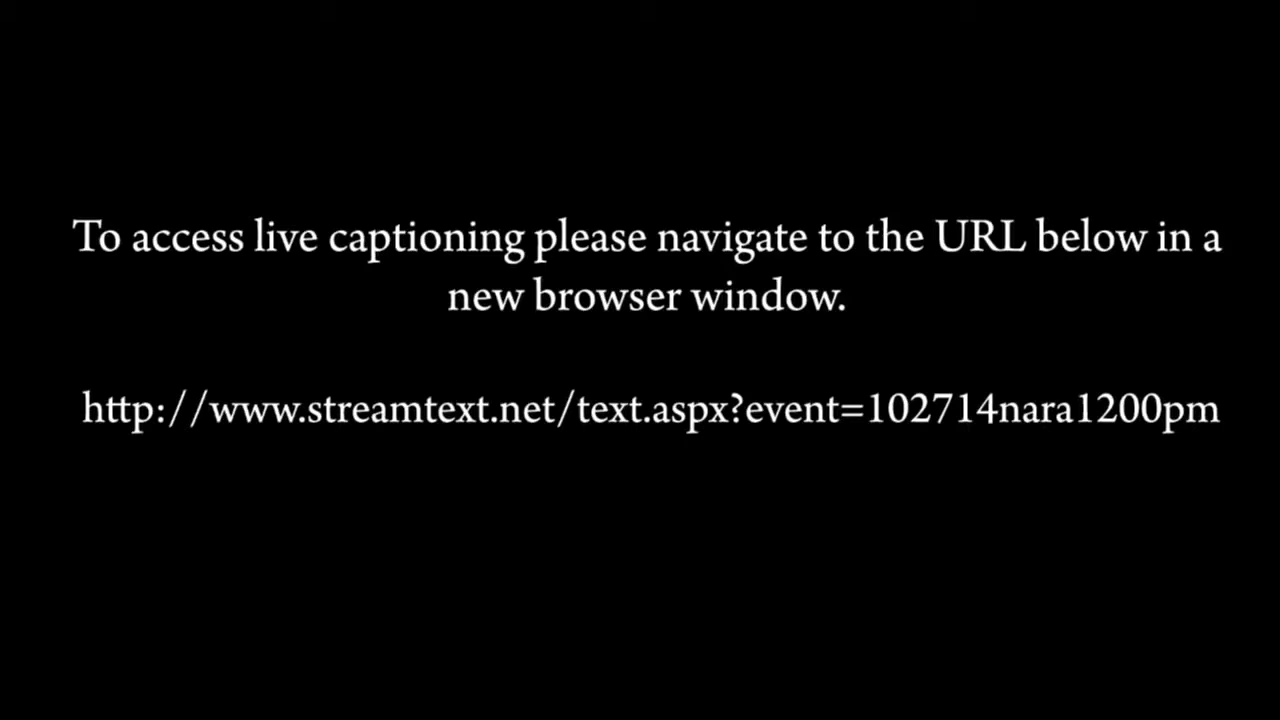 To access live captioning please navigate to the URL below in a
new browser window.
http://www.streamtext.net/text.aspx?event=102714nara1200pm